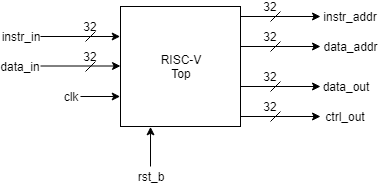 32
instr_in
32
data_in
clk
RISC-V
Top
32
instr_addr
32
data_addr
32
data_out
32
ctrl_out
rst_b